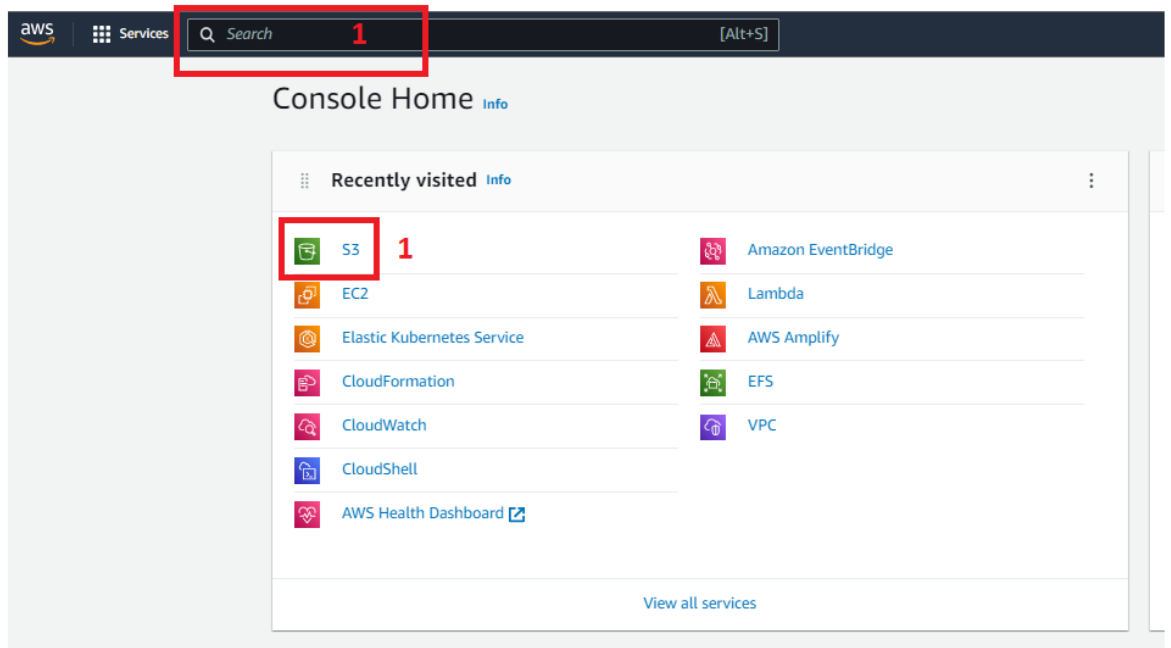 aws Services Search 1 [Alt+S]
Console Home Info
Recently visited Info
S3 1
Amazon EventBridge
EC2
Lambda
Elastic Kubernetes Service
AWS Amplify
CloudFormation
EFS
CloudWatch
VPC
CloudShell
AWS Health Dashboard
View all services